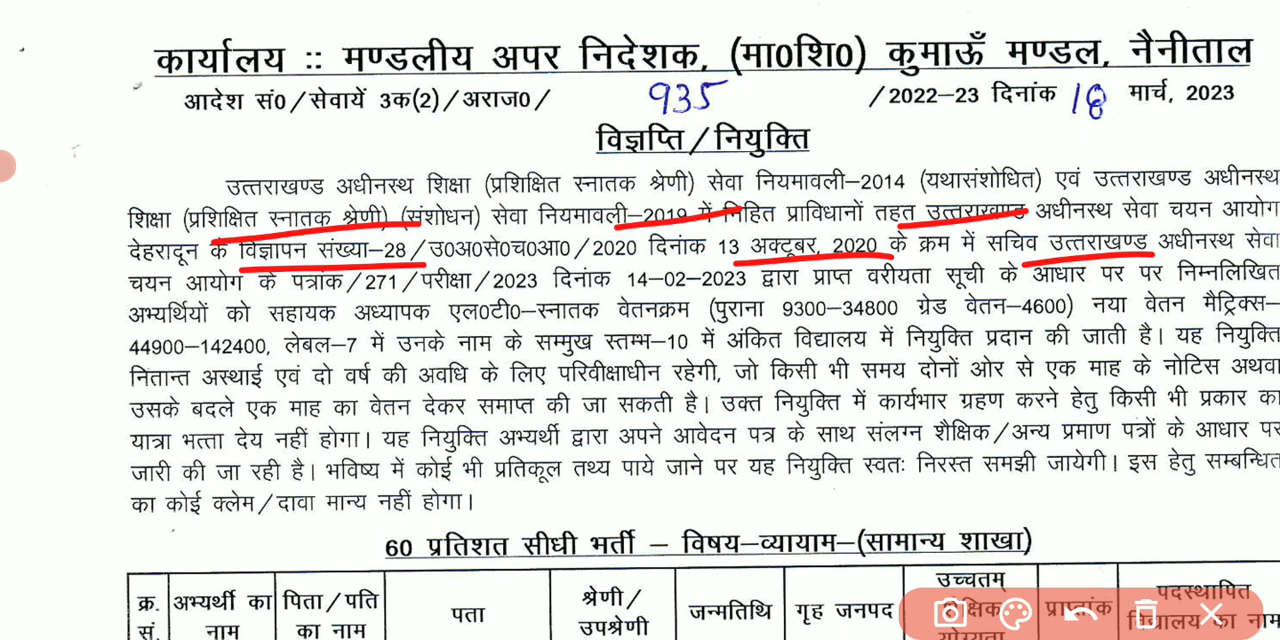 कार्यालय :: मण्डलीय अपर निदेशक, (मा0शि0) कुमाऊँ मण्डल, नैनीताल
आदेश सं0/सेवायें 3क(2)/अराज0/ 935 /2022-23 दिनांक 18 मार्च, 2023
विज्ञप्ति/नियुक्ति
उत्तराखण्ड अधीनस्थ शिक्षा (प्रशिक्षित स्नातक श्रेणी) सेवा नियमावली-2014 (यथासंशोधित) एवं उत्तराखण्ड अधीनस्थ
शिक्षा (प्रशिक्षित स्नातक श्रेणी) (संशोधन) सेवा नियमावली-2019 में निहित प्राविधानों तहत उत्तराखण्ड अधीनस्थ सेवा चयन आयोग
देहरादून के विज्ञापन संख्या-28/उ0अ0से0च0आ0/2020 दिनांक 13 अक्टूबर, 2020 के क्रम में सचिव उत्तराखण्ड अधीनस्थ सेवा
चयन आयोग के पत्रांक/271/परीक्षा/2023 दिनांक 14-02-2023 द्वारा प्राप्त वरीयता सूची के आधार पर पर निम्नलिखित
अभ्यर्थियों को सहायक अध्यापक एल0टी0-स्नातक वेतनक्रम (पुराना 9300-34800 ग्रेड वेतन-4600) नया वेतन मैट्रिक्स-
44900-142400, लेबल-7 में उनके नाम के सम्मुख स्तम्भ-10 में अंकित विद्यालय में नियुक्ति प्रदान की जाती है। यह नियुक्ति
नितान्त अस्थाई एवं दो वर्ष की अवधि के लिए परिवीक्षाधीन रहेगी, जो किसी भी समय दोनों ओर से एक माह के नोटिस अथवा
उसके बदले एक माह का वेतन देकर समाप्त की जा सकती है। उक्त नियुक्ति में कार्यभार ग्रहण करने हेतु किसी भी प्रकार का
यात्रा भत्ता देय नहीं होगा। यह नियुक्ति अभ्यर्थी द्वारा अपने आवेदन पत्र के साथ संलग्न शैक्षिक/अन्य प्रमाण पत्रों के आधार पर
जारी की जा रही है। भविष्य में कोई भी प्रतिकूल तथ्य पाये जाने पर यह नियुक्ति स्वतः निरस्त समझी जायेगी। इस हेतु सम्बन्धित
का कोई क्लेम/दावा मान्य नहीं होगा।
60 प्रतिशत सीधी भर्ती - विषय-व्यायाम-(सामान्य शाखा)
क्र. अभ्यर्थी का पिता/पति पता श्रेणी/ जन्मतिथि गृह जनपद उच्चतम् प्राप्तांक पदस्थापित
सं. नाम का नाम उपश्रेणी शैक्षिक विद्यालय का नाम